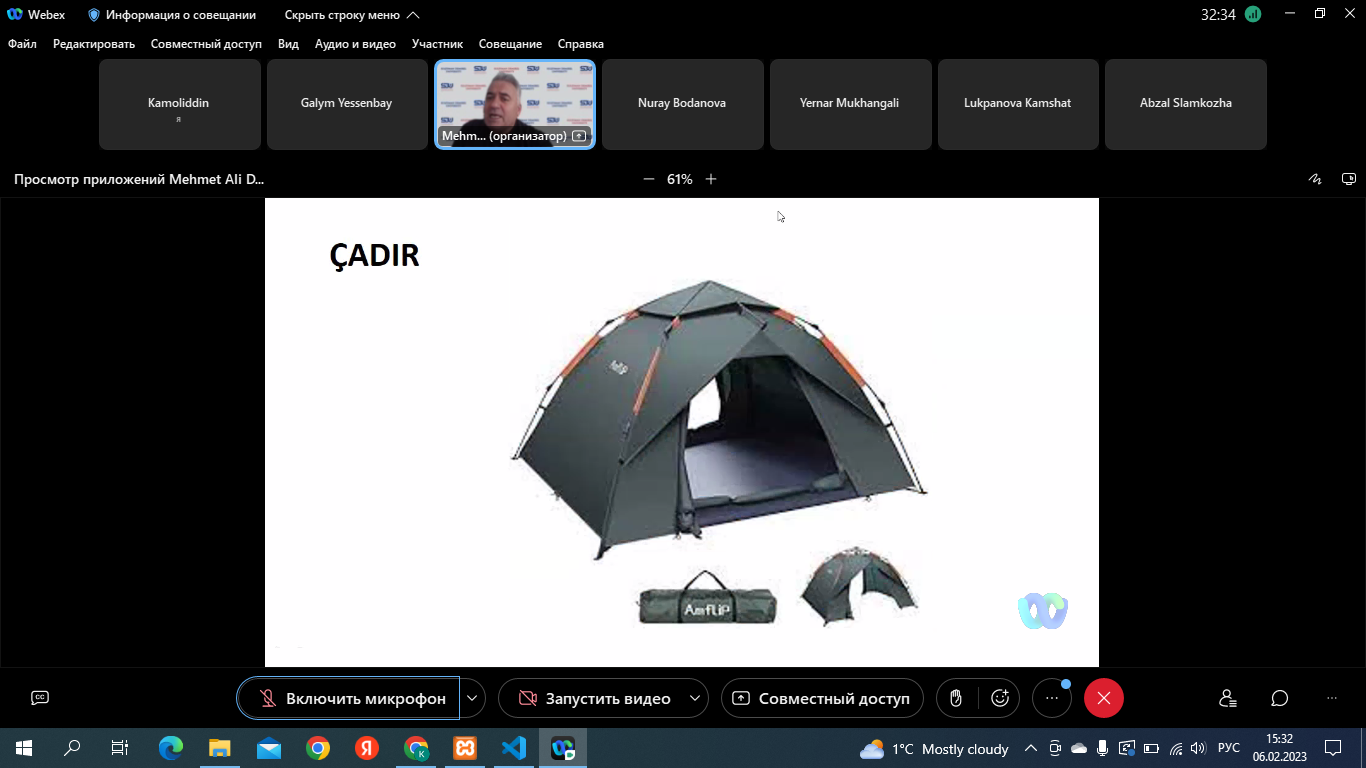 Webex
Информация о совещании
Скрыть строку меню
32:34
Файл Редактировать Совместный доступ Вид Аудио и видео Участник Совещание Справка
Kamoliddin
я
Galym Yessenbay
Mehm... (организатор)
Nuray Bodanova
Yernar Mukhangali
Lukpanova Kamshat
Abzal Slamkozha
Просмотр приложений Mehmet Ali D...
61%
ÇADIR
AmfliP
CC
Включить микрофон
Запустить видео
Совместный доступ
1°C Mostly cloudy
РУС
15:32
06.02.2023